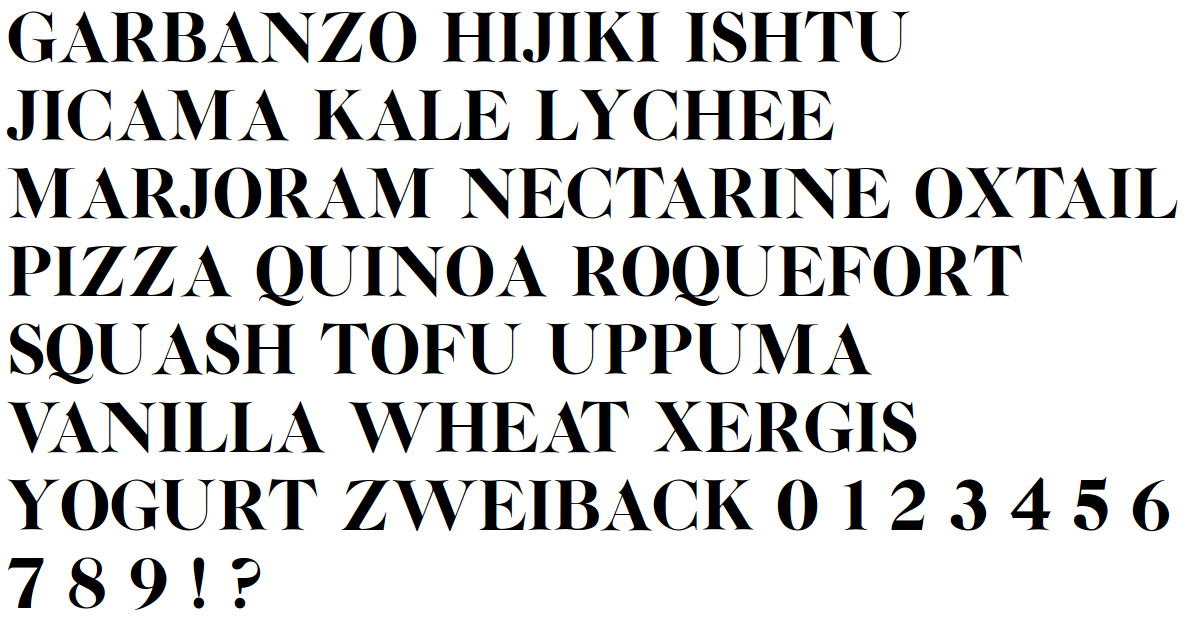 GARBANZO HIJIKI ISHTU
JICAMA KALE LYCHEE
MARJORAM NECTARINE OXTAIL
PIZZA QUINOA ROQUEFORT
SQUASH TOFU UPPUMA
VANILLA WHEAT XERGIS
YOGURT ZWEIBACK 0 1 2 3 4 5 6
7 8 9 ! ?